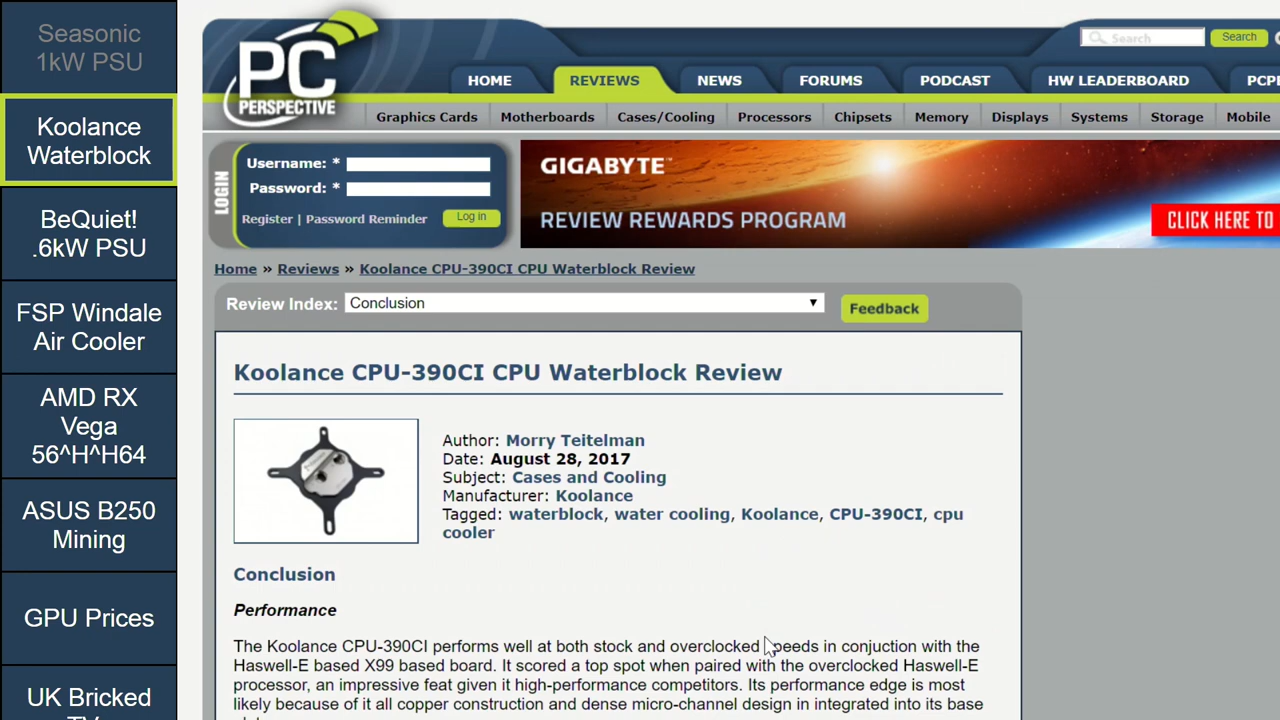 Seasonic
1kW PSU
Koolance
Waterblock
BeQuiet!
.6kW PSU
FSP Windale
Air Cooler
AMD RX
Vega
56^H^H64
ASUS B250
Mining
GPU Prices
UK Bricked
PC
PERSPECTIVE
Search
Search
HOME
REVIEWS
NEWS
FORUMS
PODCAST
HW LEADERBOARD
PCP
Graphics Cards
Motherboards
Cases/Cooling
Processors
Chipsets
Memory
Displays
Systems
Storage
Mobile
LOGIN
Username: *
Password: *
Register | Password Reminder
Log in
GIGABYTE™
REVIEW REWARDS PROGRAM
CLICK HERE TO
Home » Reviews » Koolance CPU-390CI CPU Waterblock Review
Review Index:
Conclusion
Feedback
Koolance CPU-390CI CPU Waterblock Review
Author: Morry Teitelman
Date: August 28, 2017
Subject: Cases and Cooling
Manufacturer: Koolance
Tagged: waterblock, water cooling, Koolance, CPU-390CI, cpu
cooler
Conclusion
Performance
The Koolance CPU-390CI performs well at both stock and overclocked speeds in conjuction with the
Haswell-E based X99 based board. It scored a top spot when paired with the overclocked Haswell-E
processor, an impressive feat given it high-performance competitors. Its performance edge is most
likely because of it all copper construction and dense micro-channel design in integrated into its base